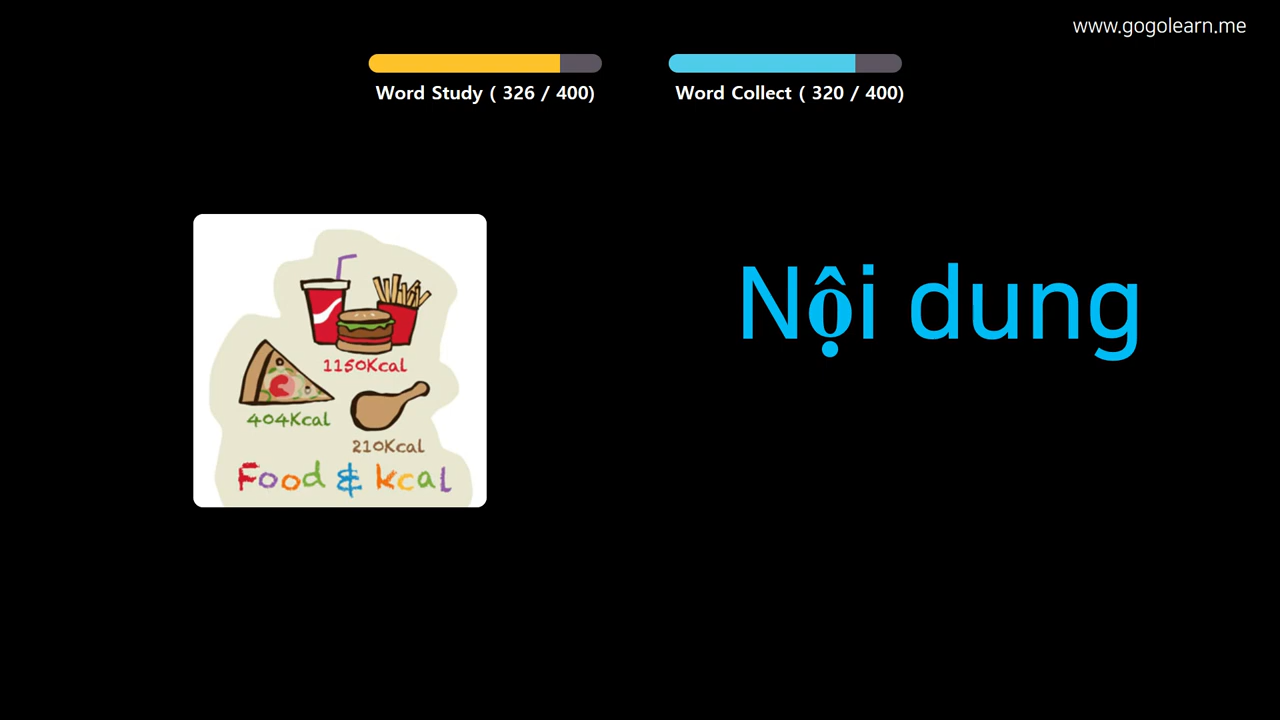 www.gogolearn.me
Word Study ( 326 / 400)
Word Collect ( 320 / 400)
Nội dung
1150Kcal
404Kcal
210Kcal
Food & kcal